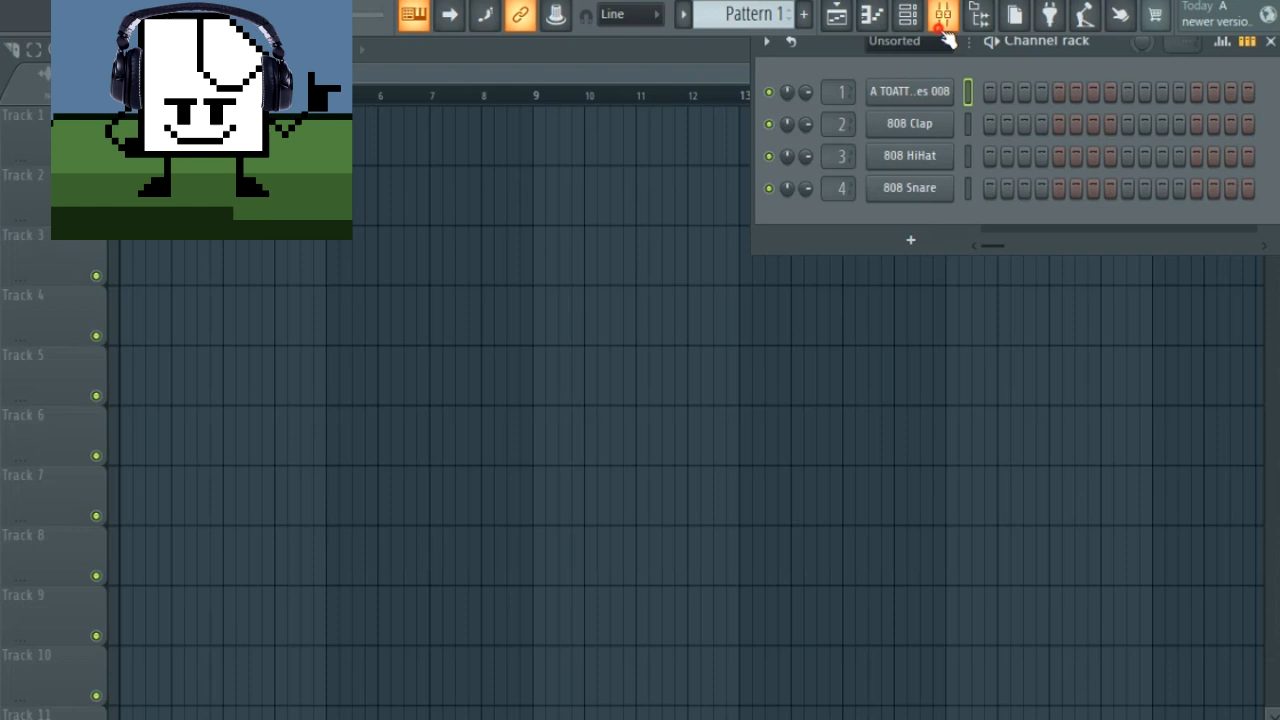 Line
Pattern 1
Today A
newer versio..
Unsorted
Channel rack
6 7 8 9 10 11 12 13
1 A TOATT..es 008
2 808 Clap
3 808 HiHat
4 808 Snare
Track 1
Track 2
Track 3
Track 4
Track 5
Track 6
Track 7
Track 8
Track 9
Track 10
Track 11